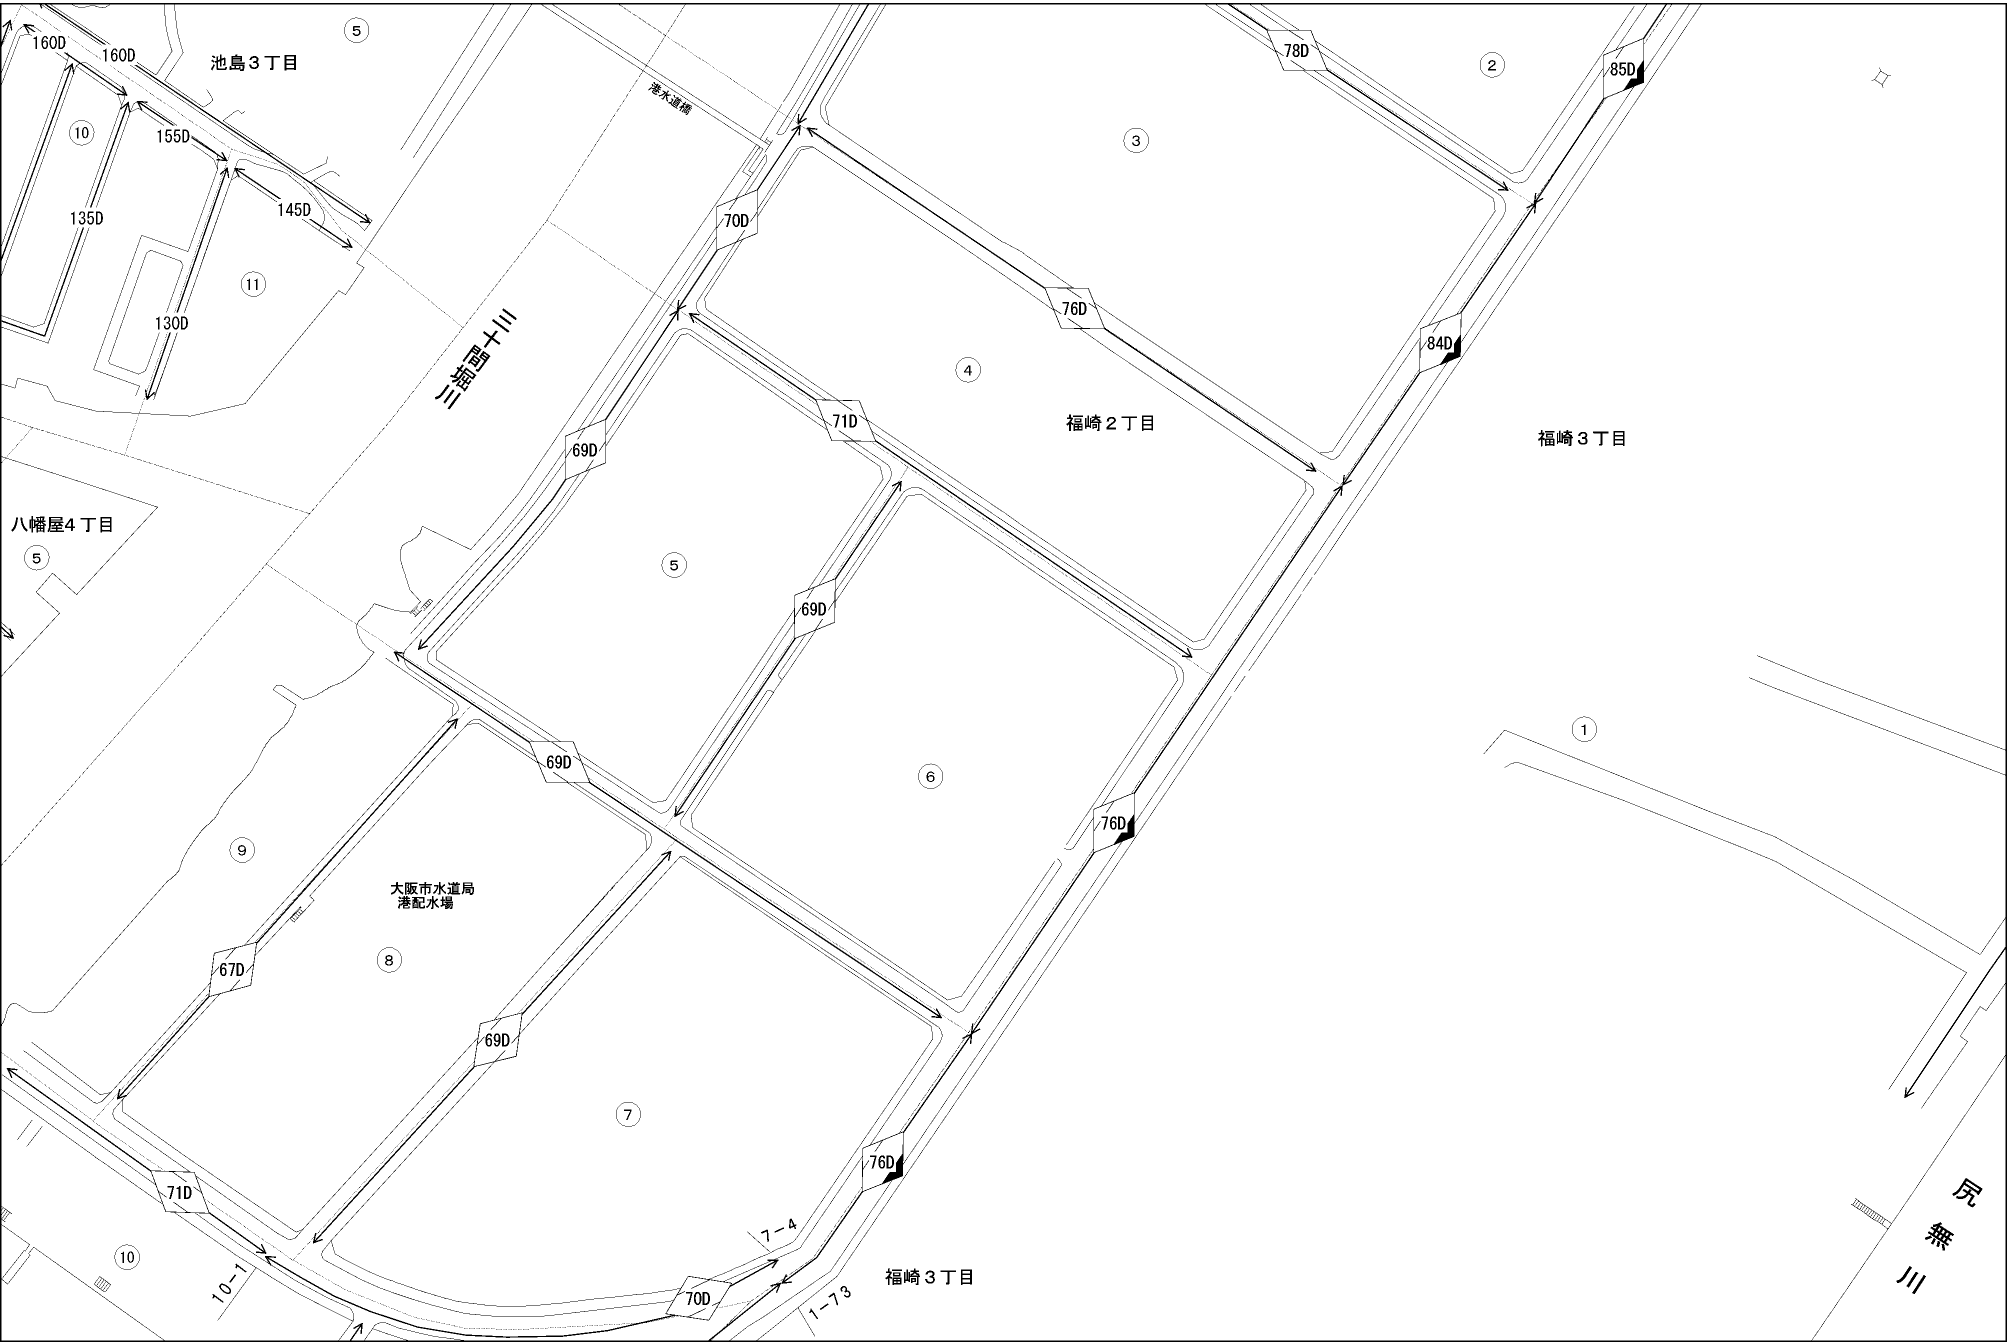 160D
160D
池島３丁目
⑤
港水道橋
78D
②
85D
⑩
155D
③
145D
135D
70D
⑪
130D
76D
84D
三十間堀川
④
71D
福崎２丁目
福崎３丁目
69D
八幡屋４丁目
⑤
⑤
69D
①
69D
⑥
76D
⑨
大阪市水道局
港配水場
67D
⑧
69D
⑦
76D
71D
尻無川
7－4
⑩
10－1
70D
1－73
福崎３丁目